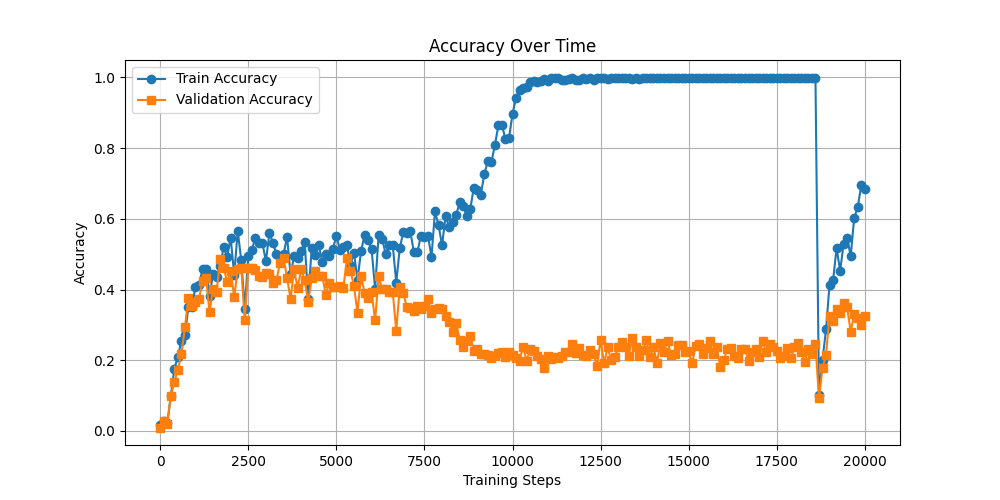 Accuracy Over Time
Train Accuracy
Validation Accuracy
1.0
0.8
0.6
0.4
0.2
0.0
Accuracy
0 2500 5000 7500 10000 12500 15000 17500 20000
Training Steps